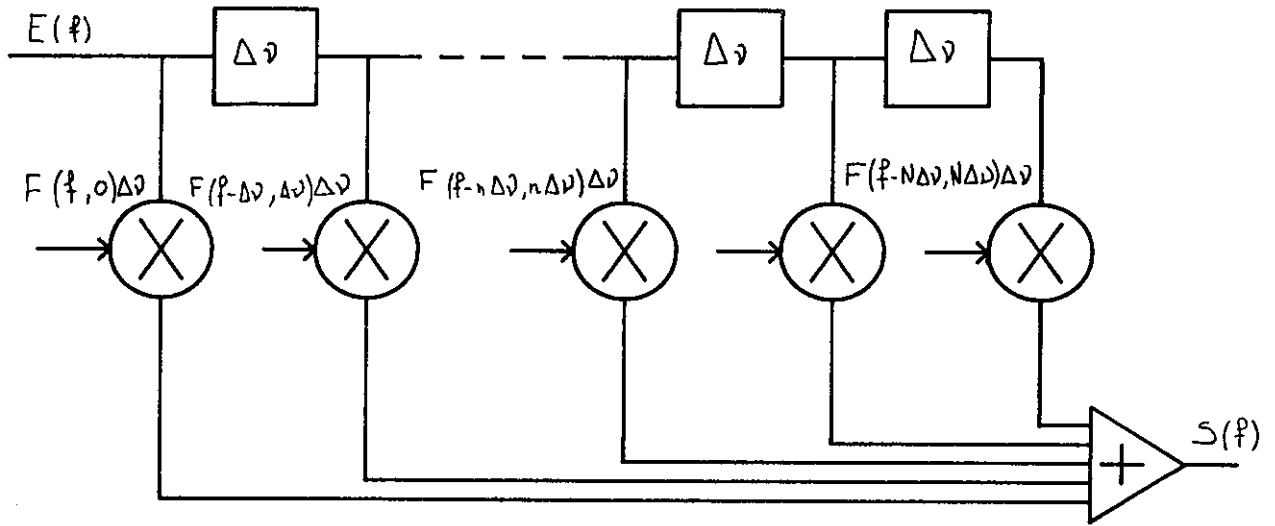 E(f)
Δν
Δν
Δν
F(f,0)Δν
F(f-Δν,Δν)Δν
F(f-nΔν,nΔν)Δν
F(f-NΔν,NΔν)Δν
+
S(f)